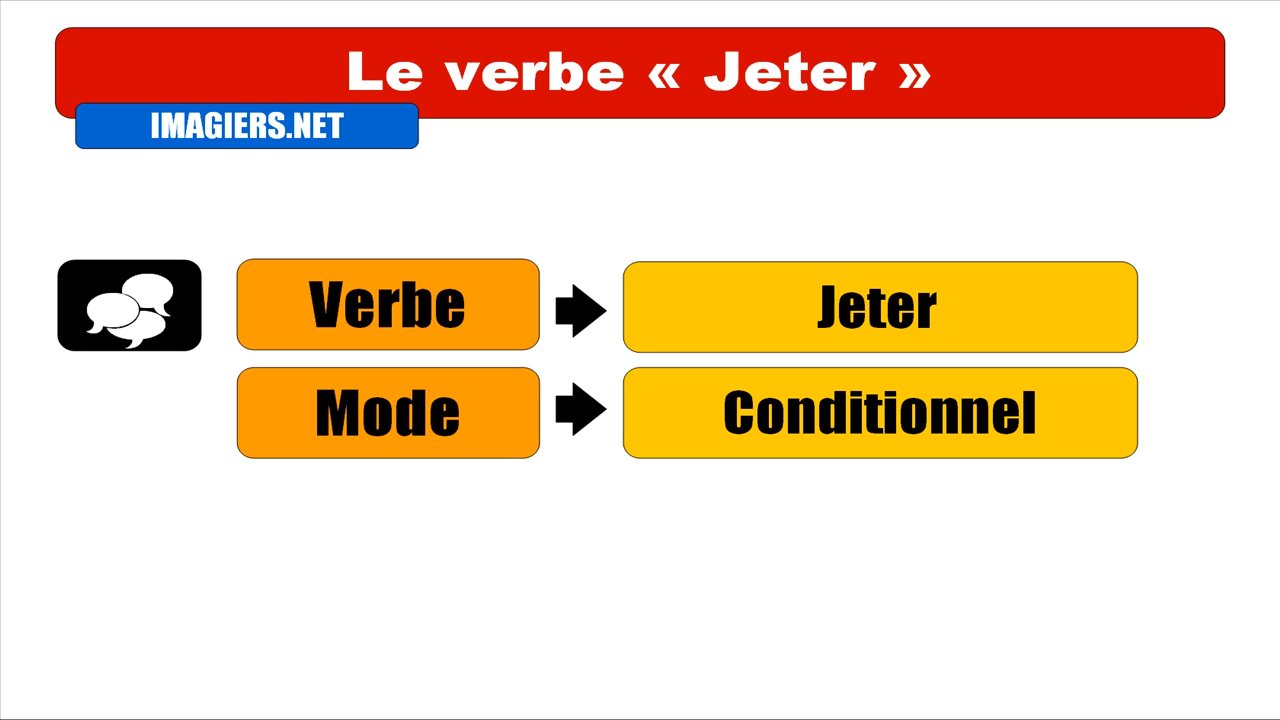 Le verbe « Jeter »
IMAGIERS.NET
Verbe Jeter
Mode Conditionnel